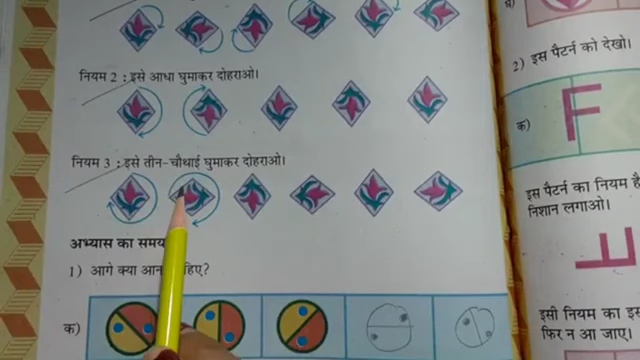 नियम 2 : इसे आधा घुमाकर दोहराओ।
नियम 3 : इसे तीन-चौथाई घुमाकर दोहराओ।
अभ्यास का समय
1) आगे क्या
क)
2) इस पैटर्न को देखो।
क)
F
इस पैटर्न का नियम है
निशान लगाओ।
इसी नियम का इस
फिर न आ जाए।